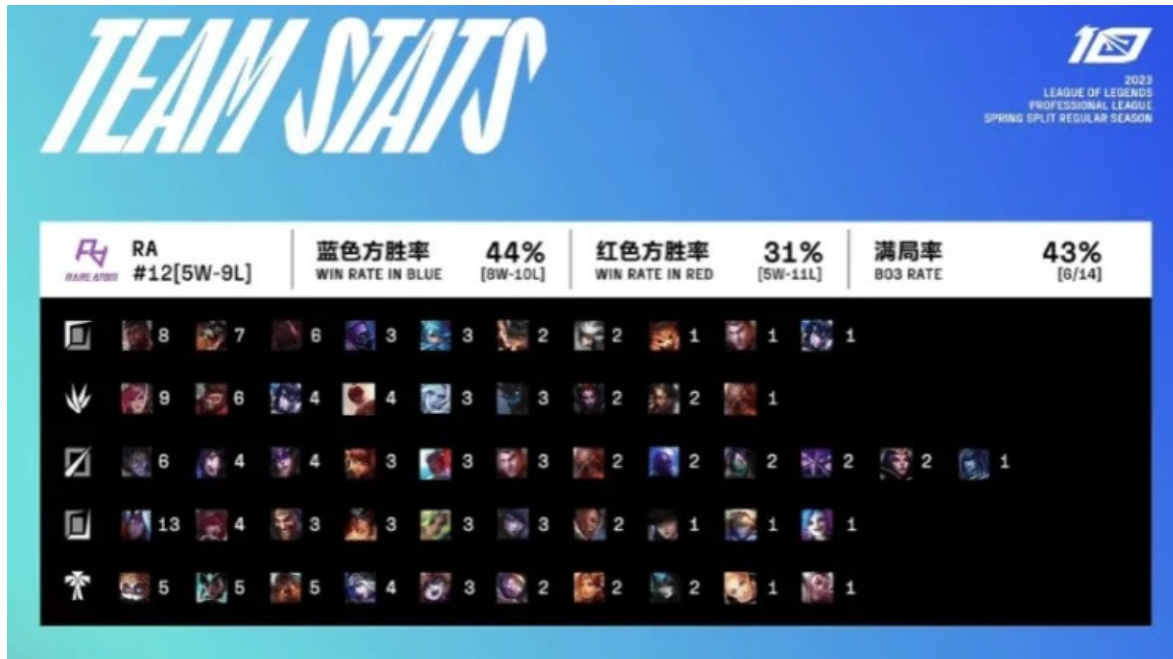 TEAM STATS
2023
LEAGUE OF LEGENDS
PROFESSIONAL LEAGUE
SPRING SPLIT REGULAR SEASON
RARE ATOM
RA
#12[5W-9L]
蓝色方胜率 44%
WIN RATE IN BLUE [8W-10L]
红色方胜率 31%
WIN RATE IN RED [5W-11L]
满局率 43%
BO3 RATE [6/14]
8 7 6 3 3 2 2 1 1 1
9 6 4 4 3 3 2 2 1
6 4 4 3 3 3 2 2 2 2 2 1
13 4 3 3 3 3 2 1 1 1
5 5 5 4 3 2 2 2 1 1